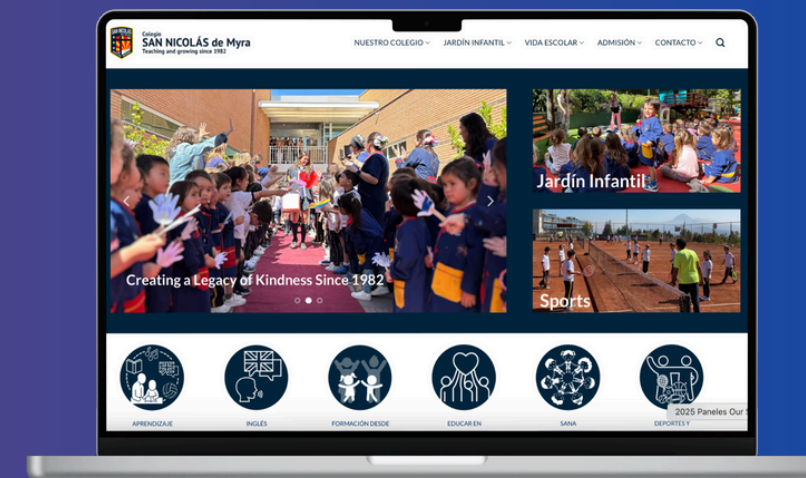 Colegio
SAN NICOLÁS de Myra
Teaching and growing since 1982
NUESTRO COLEGIO
JARDÍN INFANTIL
VIDA ESCOLAR
ADMISIÓN
CONTACTO
Creating a Legacy of Kindness Since 1982
Jardín Infantil
Sports
APRENDIZAJE
INGLÉS
FORMACIÓN DESDE
EDUCAR EN
SANA
DEPORTES Y
2025 Paneles Our